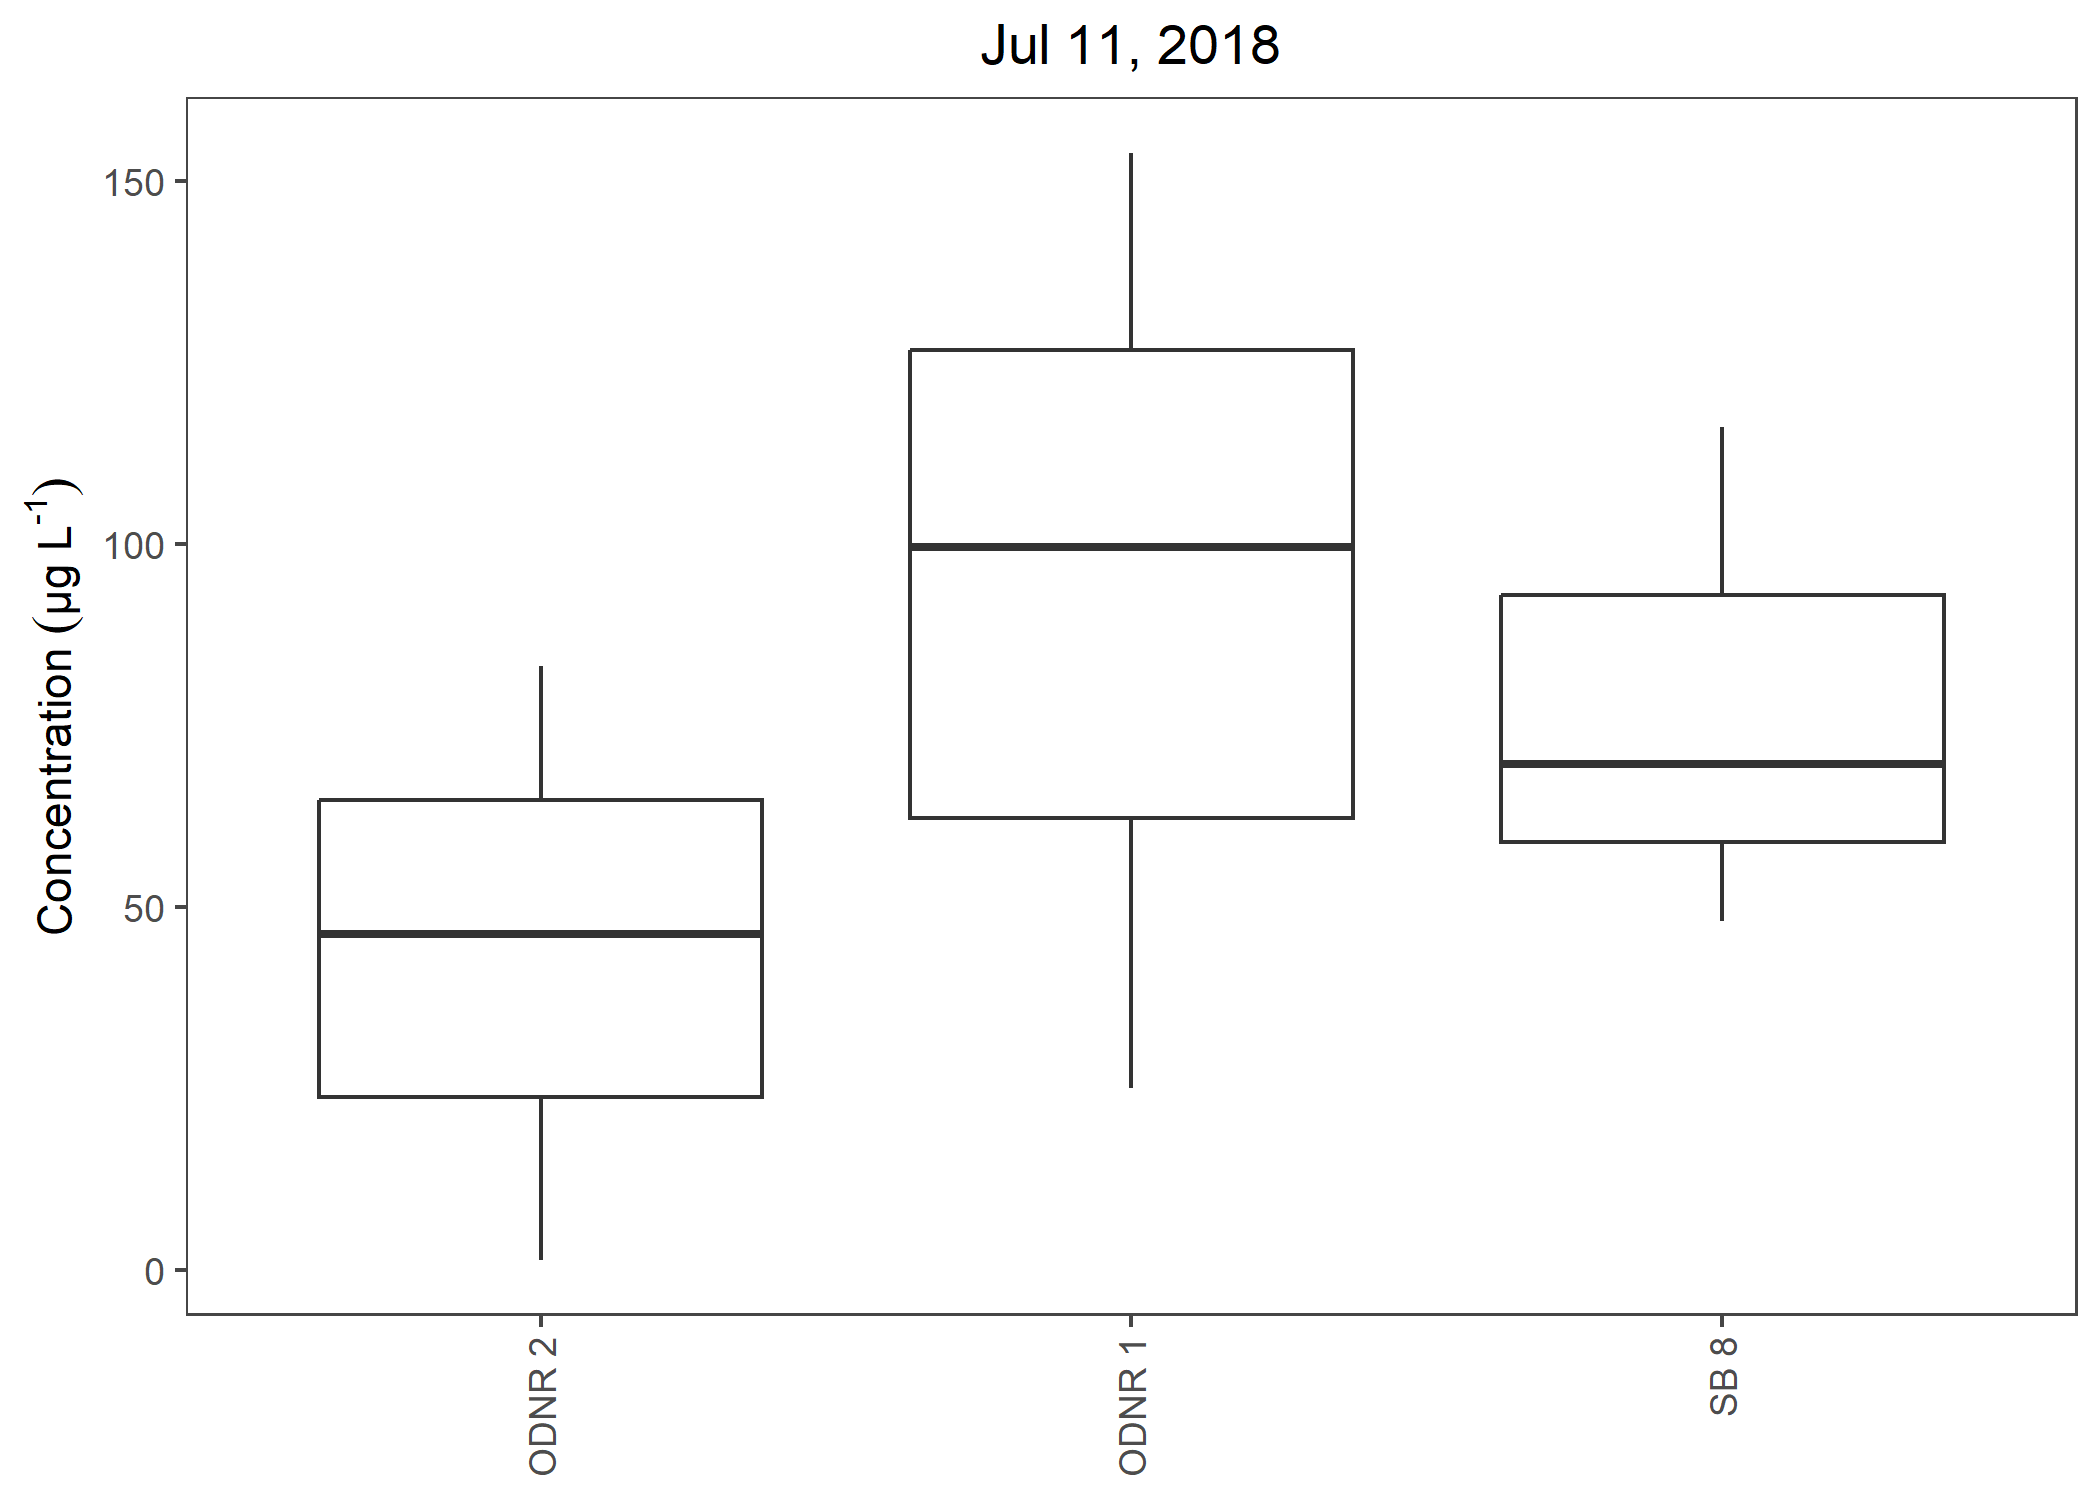 Jul 11, 2018
Concentration (µg L⁻¹)
150
100
50
0
ODNR 2
ODNR 1
SB 8